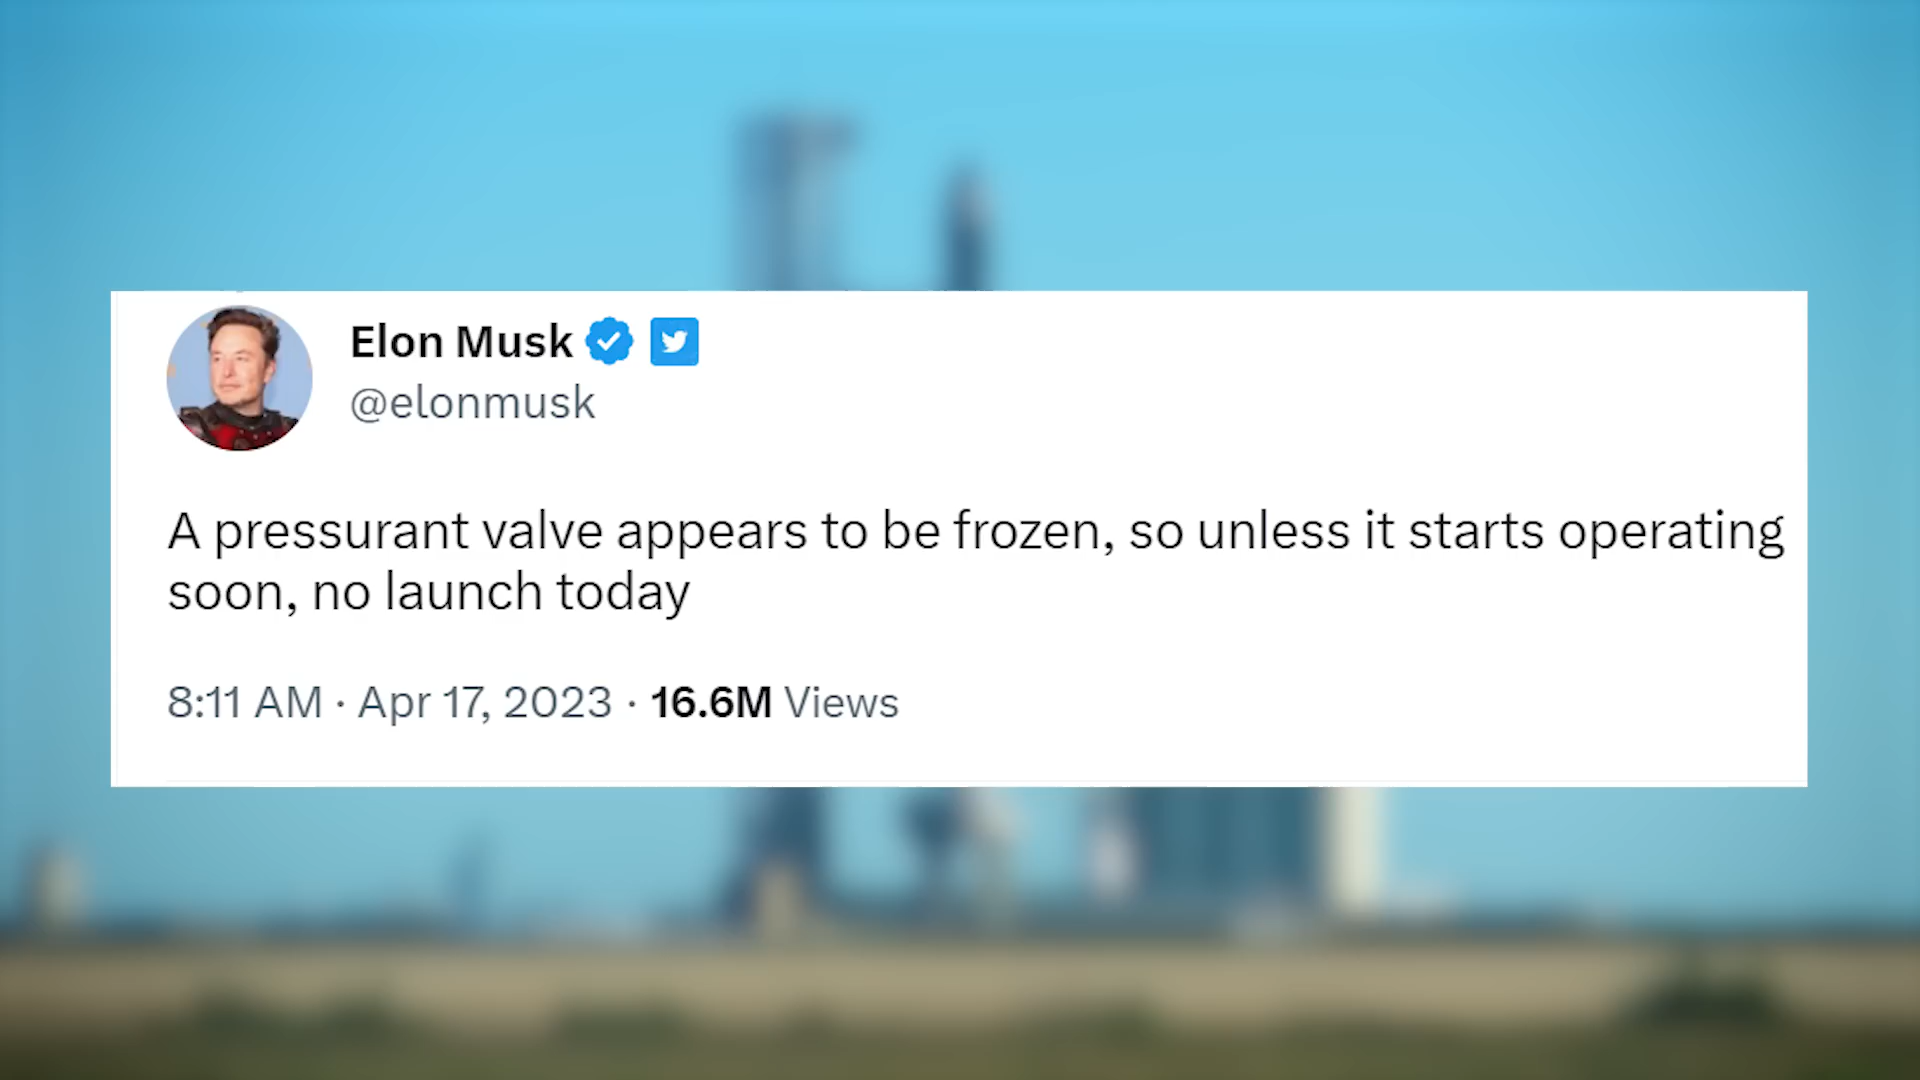 Elon Musk
@elonmusk
A pressurant valve appears to be frozen, so unless it starts operating
soon, no launch today
8:11 AM · Apr 17, 2023 · 16.6M Views